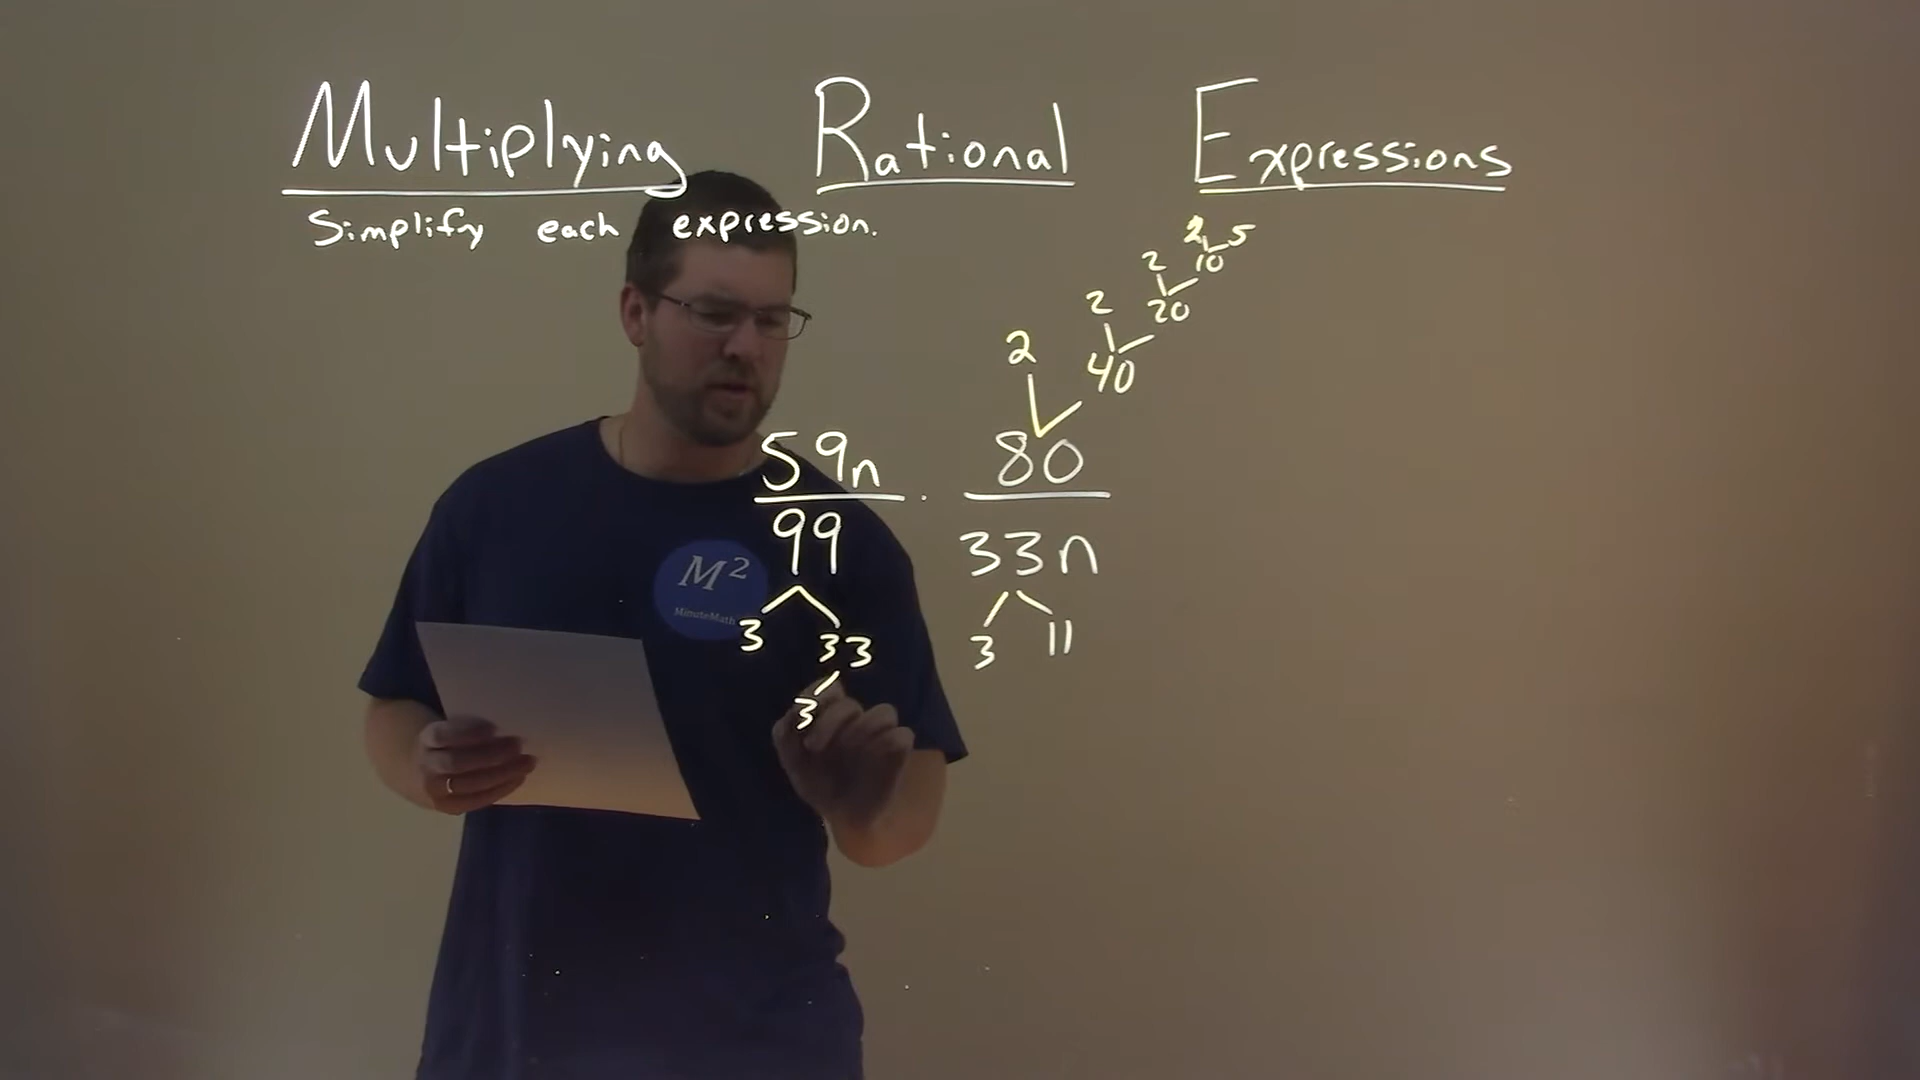 Multiplying Rational Expressions
Simplify each expression.
2 5
2 10
2 20
2 40
59n · 80
99 33n
M²
MinuteMath
3 33 3 11
3